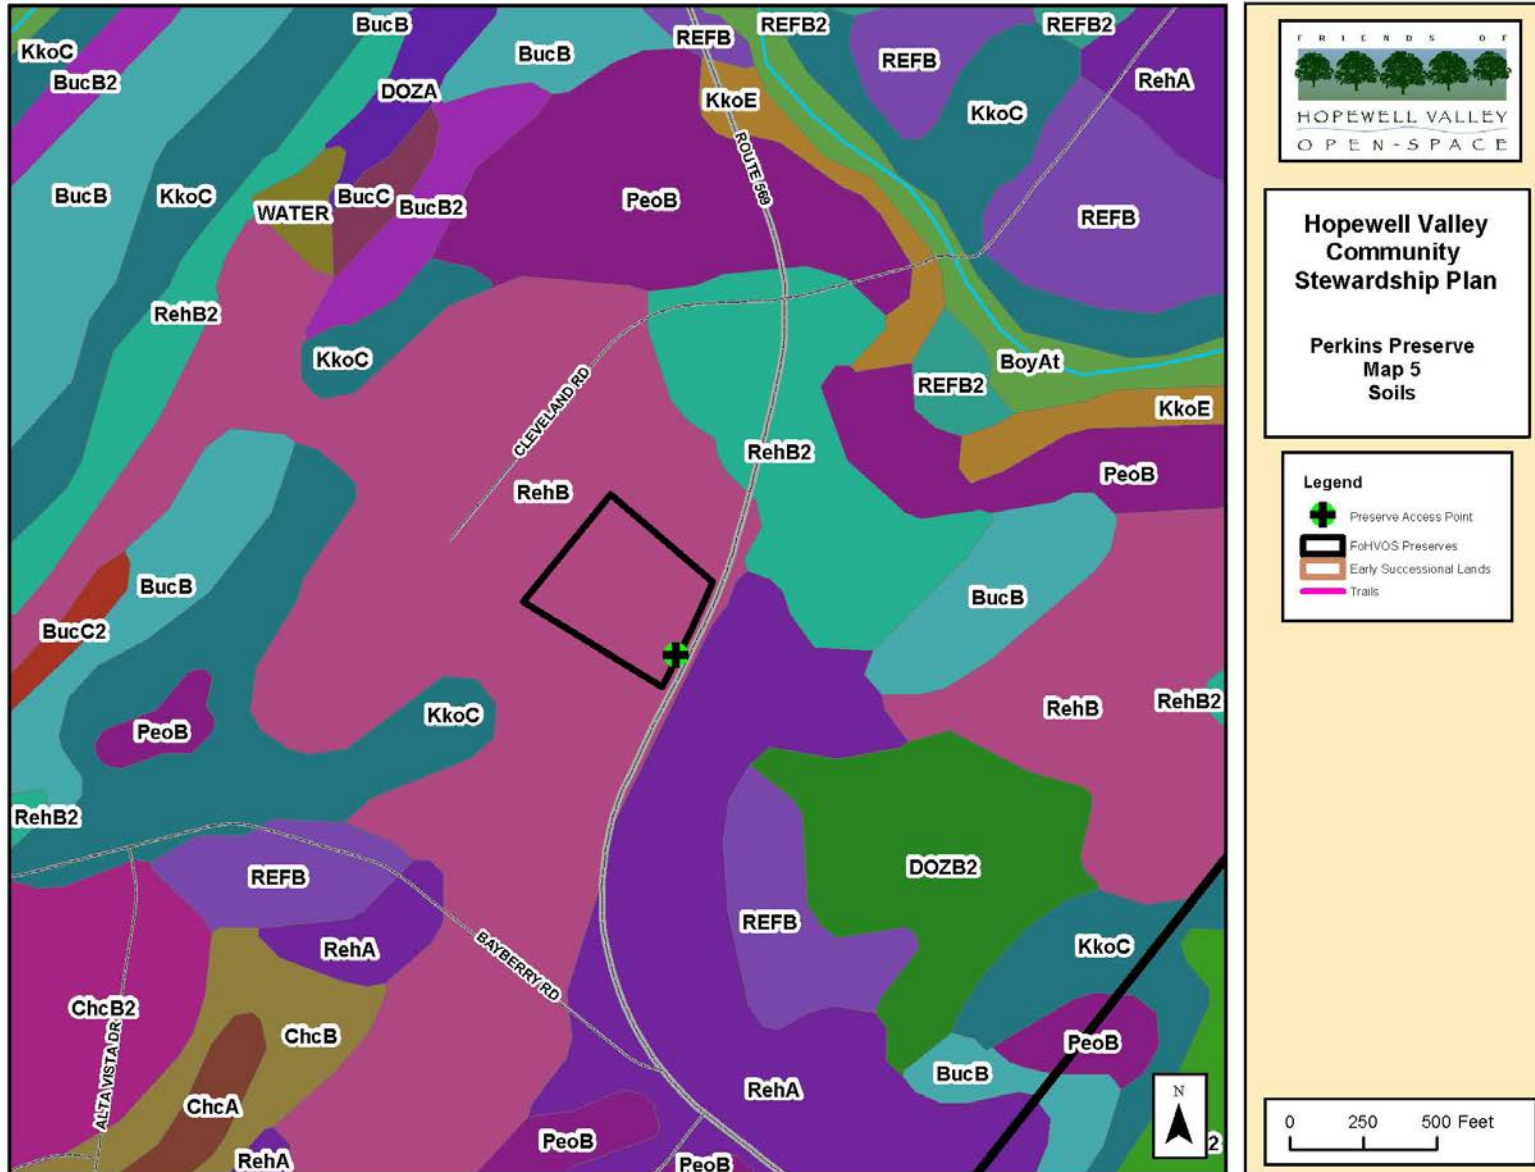 BucB
REFB
REFB2
REFB2
KkoC
BucB
REFB
RehA
BucB2
DOZA
KkoE
KkoC
ROUTE 569
BucB
KkoC
BucC
BucB2
PeoB
WATER
REFB
RehB2
KkoC
BoyAt
REFB2
CLEVELAND RD
KkoE
RehB2
PeoB
RehB
BucB
BucB
BucC2
RehB2
RehB
KkoC
PeoB
RehB2
REFB
DOZB2
REFB
RehA
KkoC
BAYBERRY RD
ChcB2
ChcB
PeoB
ALTA VISTA DR
BucB
RehA
ChcA
PeoB
RehA
PeoB
N
2
FRIENDS OF
HOPEWELL VALLEY
OPEN-SPACE
Hopewell Valley
Community
Stewardship Plan
Perkins Preserve
Map 5
Soils
Legend
Preserve Access Point
FoHVOS Preserves
Early Successional Lands
Trails
0 250 500 Feet